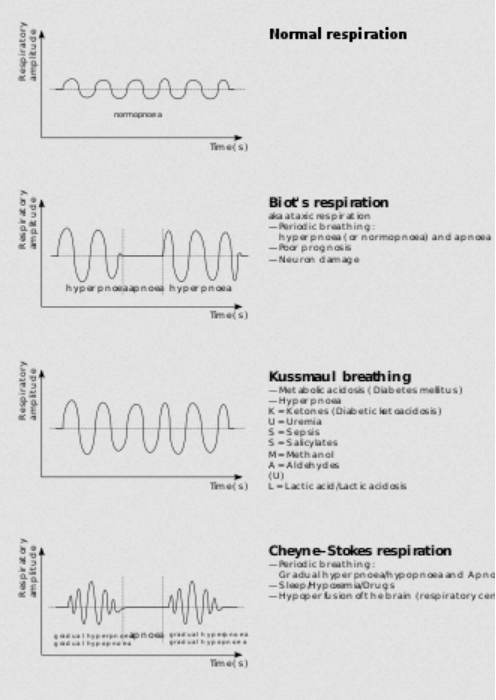 Respiratory
amplitude
normopnoea
Time(s)
Normal respiration
Respiratory
amplitude
hyperpnoea apnoea hyperpnoea
Time(s)
Biot's respiration
aka ataxic respiration
—Periodic breathing:
hyperpnoea (or normopnoea) and apnoea
—Poor prognosis
—Neuron damage
Respiratory
amplitude
Time(s)
Kussmaul breathing
—Metabolic acidosis (Diabetes mellitus)
—Hyperpnoea
K = Ketones (Diabetic ketoacidosis)
U = Uremia
S = Sepsis
S = Salicylates
M = Methanol
A = Aldehydes
(U)
L = Lactic acid/Lactic acidosis
Respiratory
amplitude
gradual hyperpnoea apnoea gradual hyperpnoea
gradual hypopnoea gradual hypopnoea
Time(s)
Cheyne–Stokes respiration
—Periodic breathing:
Gradual hyperpnoea/hypopnoea and Apno
—Sleep/Hypoxemia/Drugs
—Hypoperfusion of the brain (respiratory cen